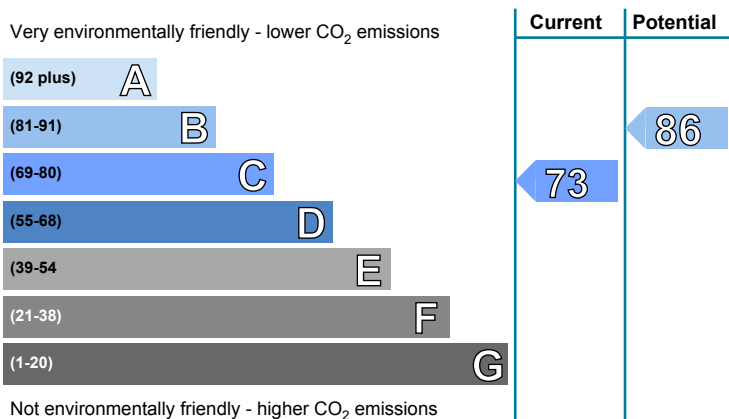 Current Potential
Very environmentally friendly - lower CO2 emissions
(92 plus) A
(81-91) B
86
(69-80) C
73
(55-68) D
(39-54 E
(21-38) F
(1-20) G
Not environmentally friendly - higher CO2 emissions